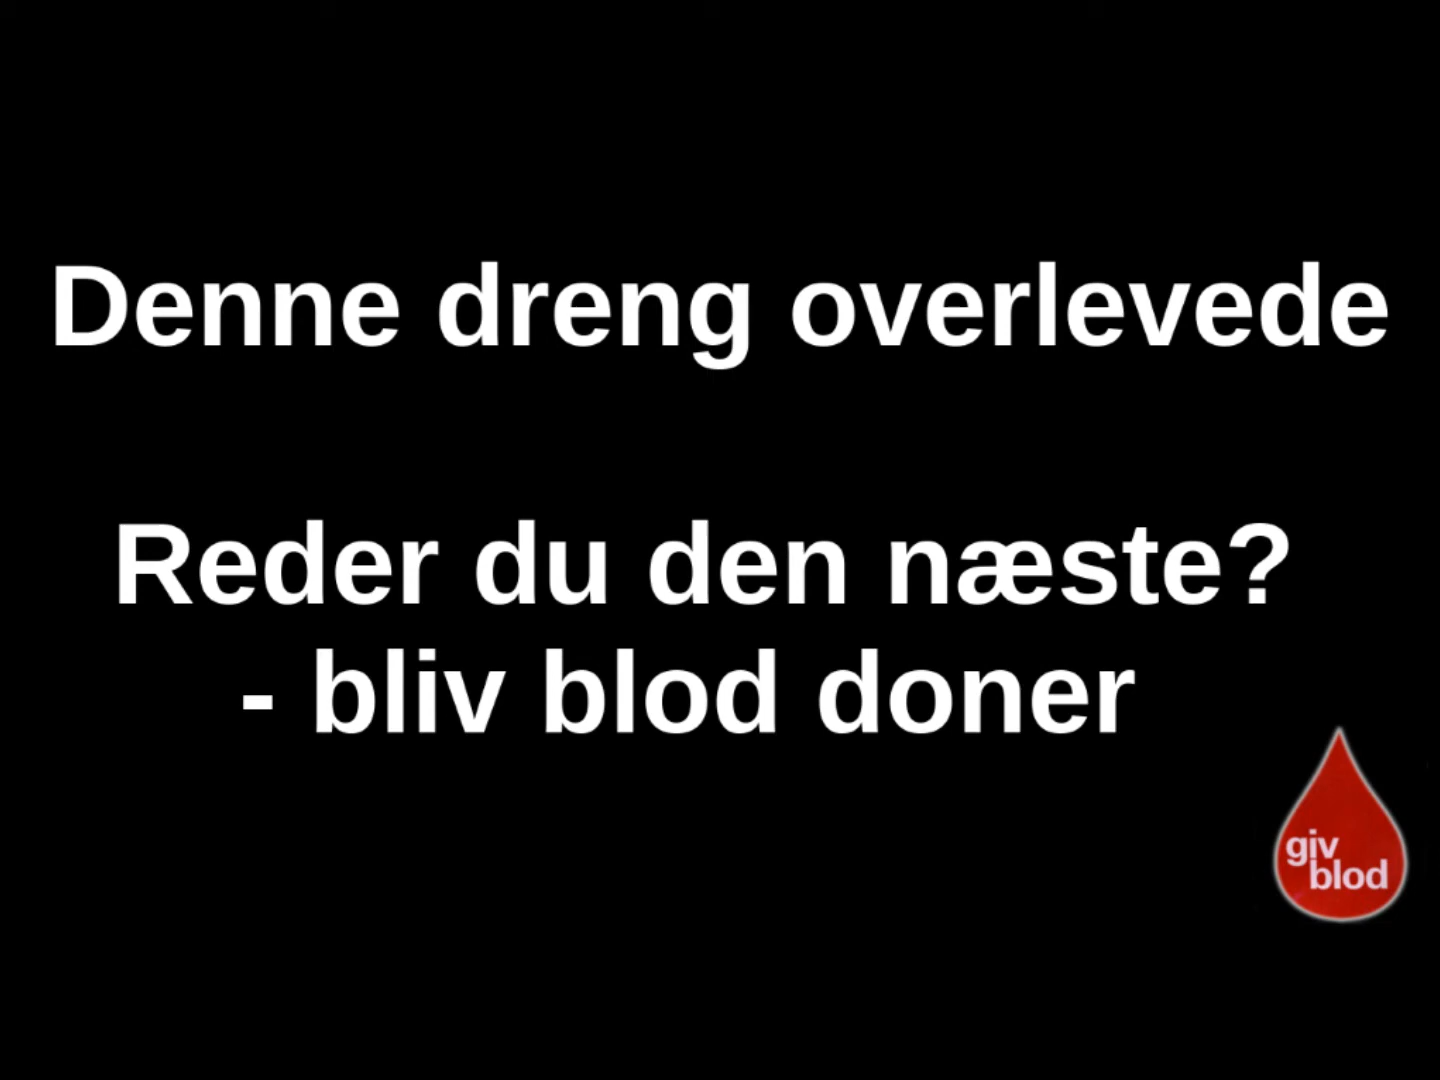 Denne dreng overlevede
Reder du den næste?
- bliv blod doner
giv
blod